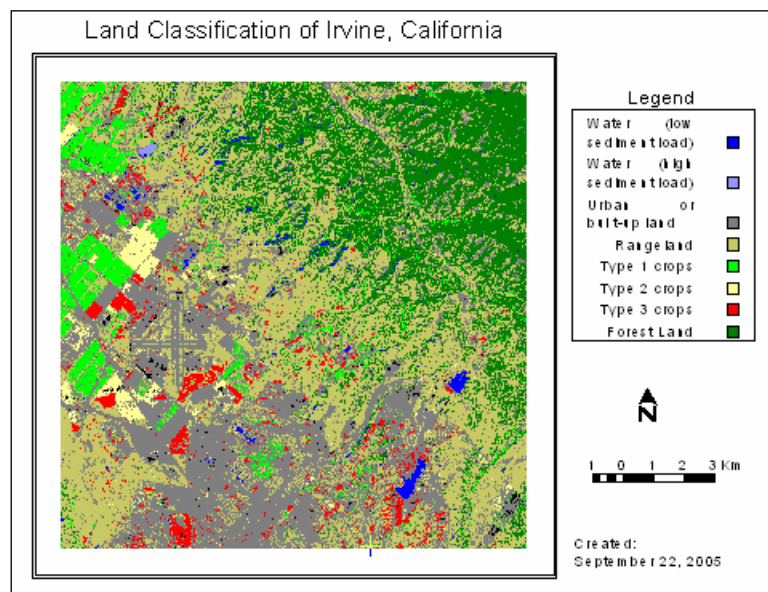 Land Classification of Irvine, California
Legend
Water (low
sediment load)
Water (high
sediment load)
Urban or
built-up land
Rangeland
Type 1 crops
Type 2 crops
Type 3 crops
Forest Land
N
1 0 1 2 3 Km
Created:
September 22, 2005